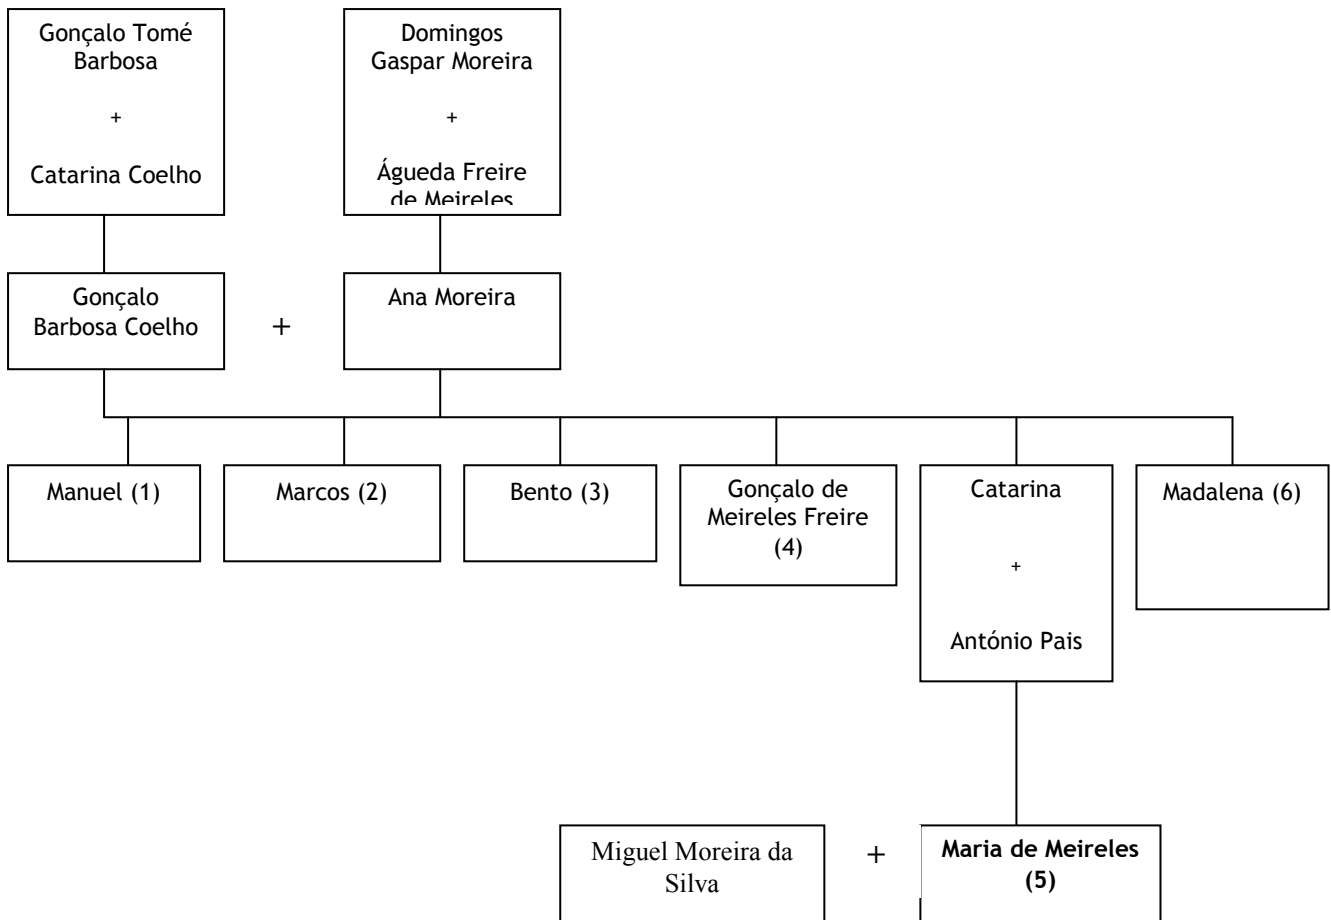 Gonçalo Tomé
Barbosa
+
Catarina Coelho
Domingos
Gaspar Moreira
+
Águeda Freire
de Meireles
Gonçalo
Barbosa Coelho
+
Ana Moreira
Manuel (1)
Marcos (2)
Bento (3)
Gonçalo de
Meireles Freire
(4)
Catarina
+
António Pais
Madalena (6)
Miguel Moreira da
Silva
+
Maria de Meireles
(5)